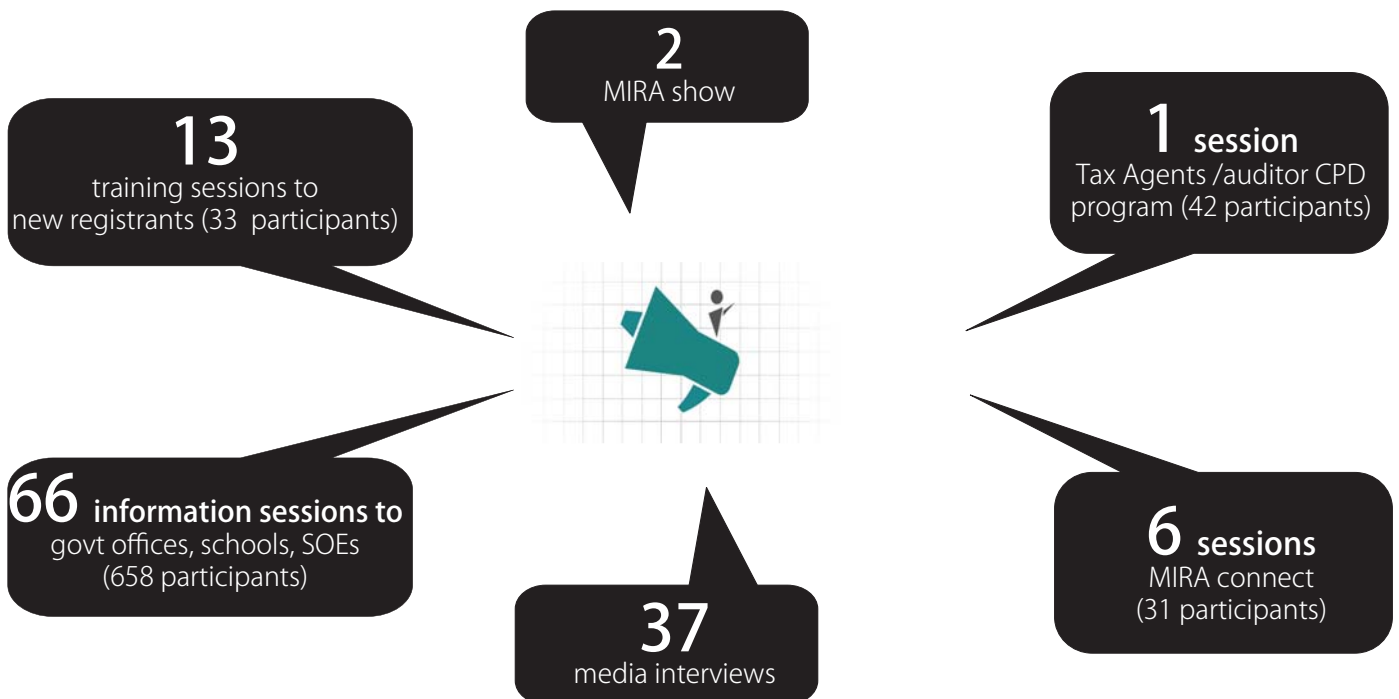 2
MIRA show
13
training sessions to
new registrants (33 participants)
1 session
Tax Agents /auditor CPD
program (42 participants)
66 information sessions to
govt offices, schools, SOEs
(658 participants)
6 sessions
MIRA connect
(31 participants)
37
media interviews